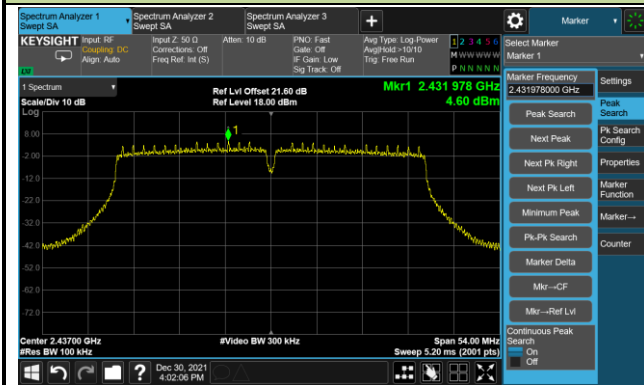 Spectrum Analyzer 1
Swept SA
Spectrum Analyzer 2
Swept SA
Spectrum Analyzer 3
Swept SA
+
Marker
KEYSIGHT
Input: RF
Coupling: DC
Align: Auto
Input Z: 50 Ω
Corrections: Off
Freq Ref: Int (S)
Atten: 10 dB
PNO: Fast
Gate: Off
IF Gain: Low
Sig Track: Off
Avg Type: Log-Power
Avg|Hold >10/10
Trig: Free Run
1 2 3 4 5 6
M W W W W W
P N N N N N
Select Marker
Marker 1
Marker Frequency
2.431978000 GHz
Settings
Peak Search
Peak
Search
Next Peak
Pk Search
Config
Next Pk Right
Properties
Next Pk Left
Marker
Function
Minimum Peak
Marker→
Pk-Pk Search
Counter
Marker Delta
Mkr→CF
Mkr→Ref Lvl
Continuous Peak
Search
On
Off
1 Spectrum
Scale/Div 10 dB
Log
Ref Lvl Offset 21.60 dB
Ref Level 18.00 dBm
Mkr1 2.431 978 GHz
4.60 dBm
1
8.00
-2.00
-12.0
-22.0
-32.0
-42.0
-52.0
-62.0
-72.0
Center 2.43700 GHz
#Res BW 100 kHz
#Video BW 300 kHz
Span 54.00 MHz
Sweep 5.20 ms (2001 pts)
?
Dec 30, 2021
4:02:06 PM